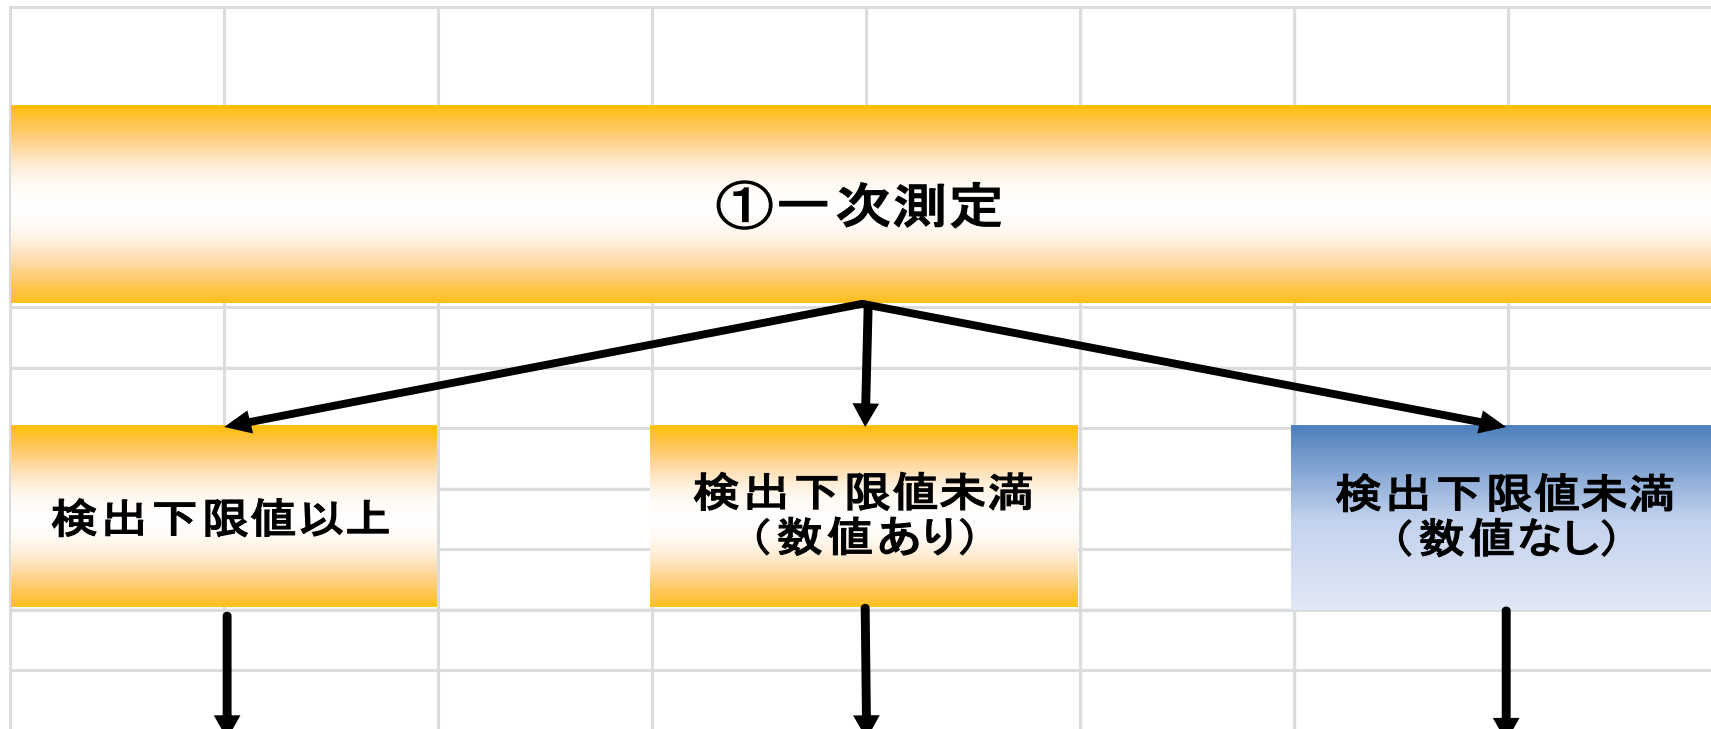 ①一次測定
検出下限値以上
検出下限値未満
（数値あり）
検出下限値未満
（数値なし）